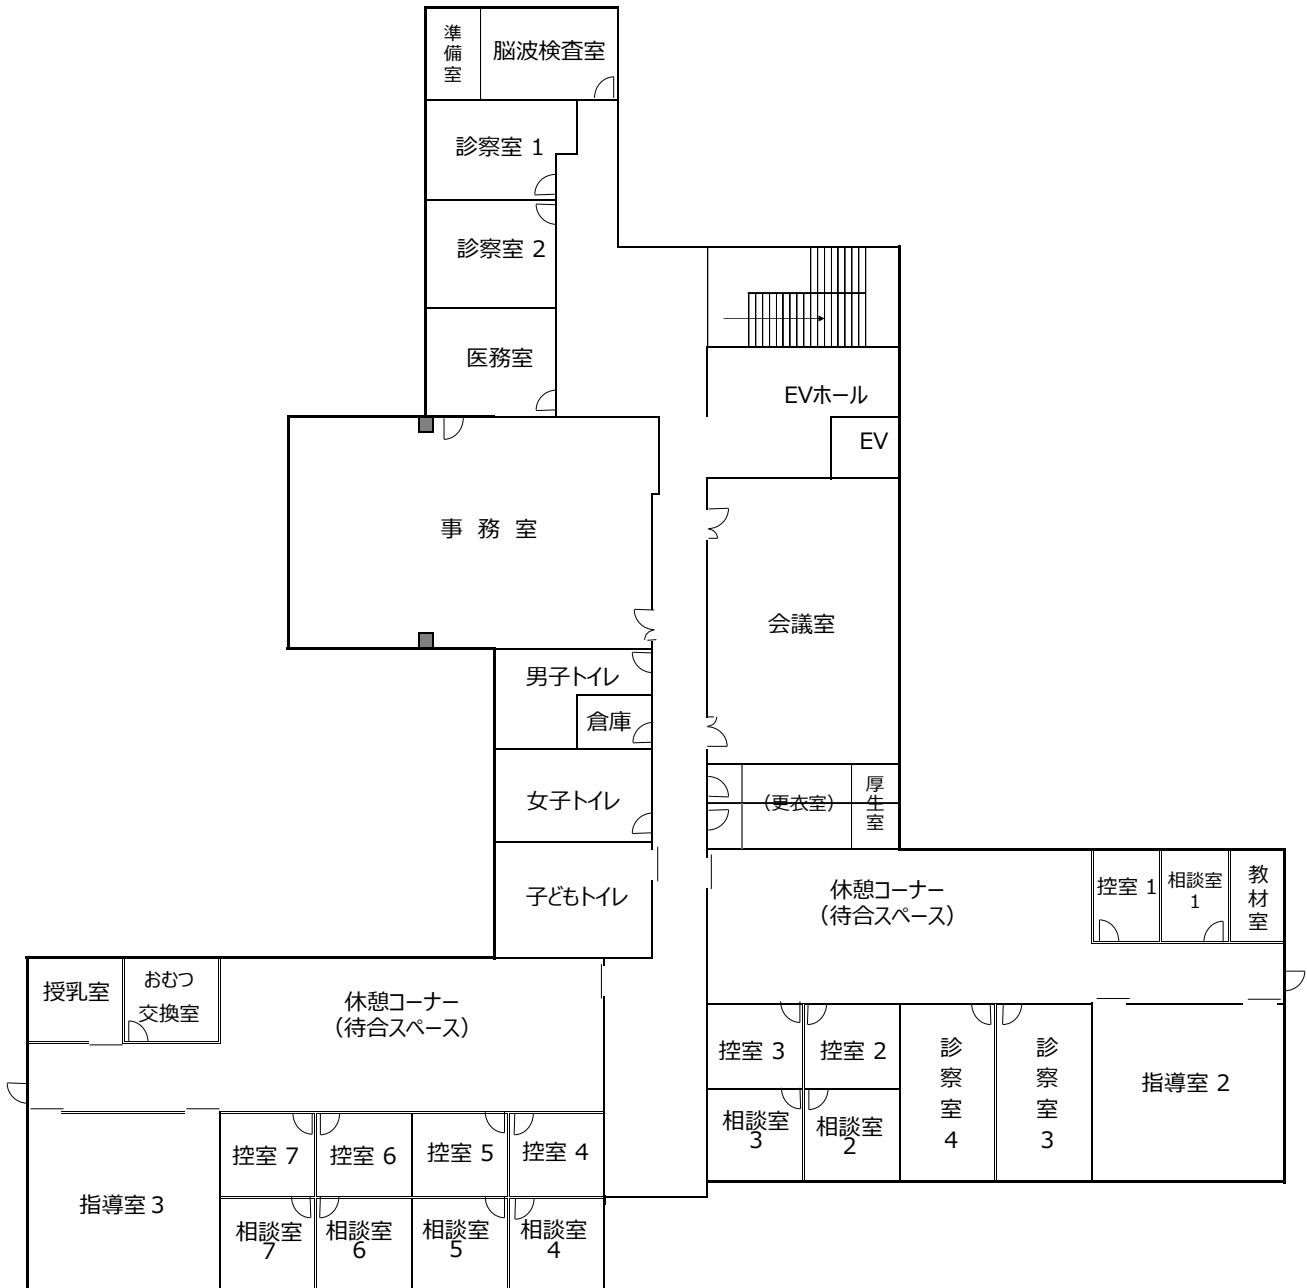 準備室
脳波検査室
診察室 1
診察室 2
医務室
EVホール
EV
事 務 室
会議室
男子トイレ
倉庫
女子トイレ
（更衣室）
厚生室
子どもトイレ
休憩コーナー
（待合スペース）
控室 1
相談室
1
教材室
授乳室
おむつ
交換室
休憩コーナー
（待合スペース）
控室 3
控室 2
診察室4
診察室3
指導室 2
相談室
3
相談室
2
控室 7
控室 6
控室 5
控室 4
指導室 3
相談室
7
相談室
6
相談室
5
相談室
4